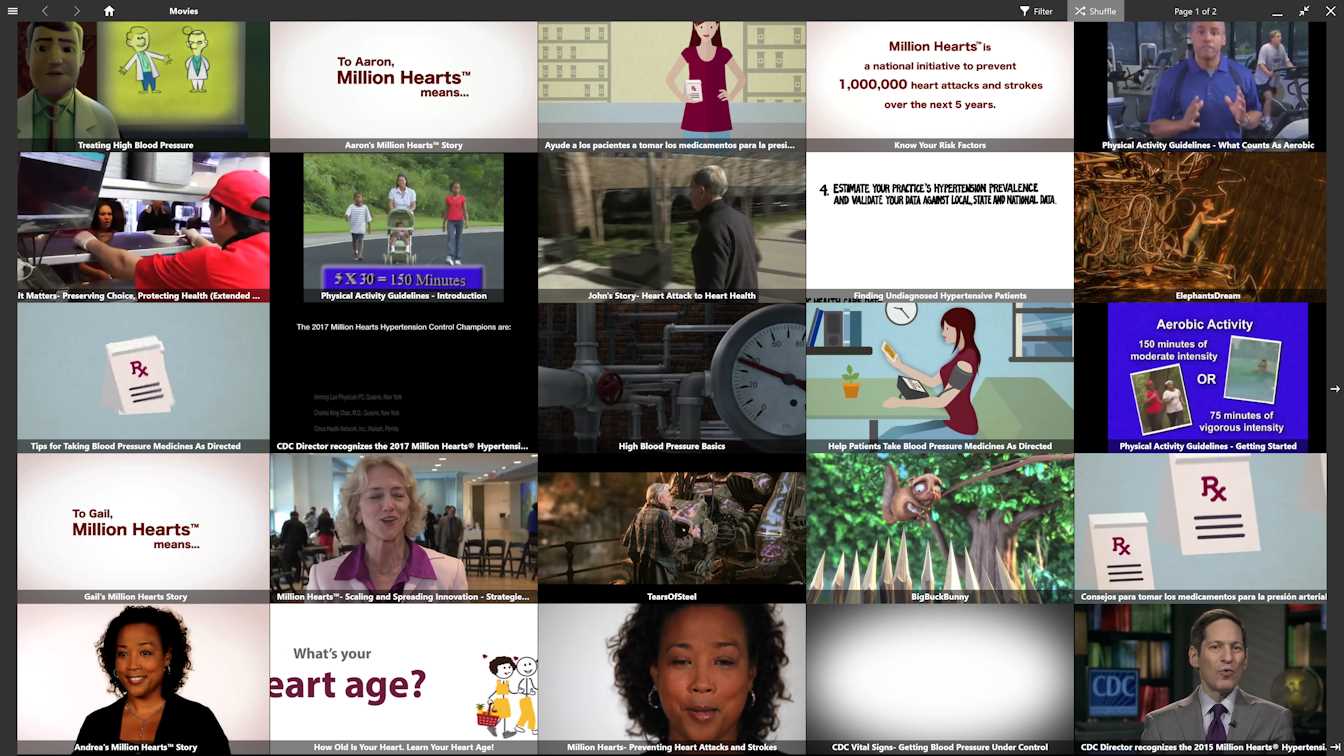 Movies
Filter
Shuffle
Page 1 of 2
Treating High Blood Pressure
To Aaron,
Million Hearts™
means...
Aaron's Million Hearts™ Story
Ayude a los pacientes a tomar los medicamentos para la presi...
Million Hearts™ is
a national initiative to prevent
1,000,000 heart attacks and strokes
over the next 5 years.
Know Your Risk Factors
Physical Activity Guidelines - What Counts As Aerobic
It Matters- Preserving Choice, Protecting Health (Extended ...
5 X 30 = 150 Minutes
Physical Activity Guidelines - Introduction
John's Story- Heart Attack to Heart Health
4. ESTIMATE YOUR PRACTICE'S HYPERTENSION PREVALENCE
AND VALIDATE YOUR DATA AGAINST LOCAL, STATE AND NATIONAL DATA.
Finding Undiagnosed Hypertensive Patients
ElephantsDream
Rx
Tips for Taking Blood Pressure Medicines As Directed
The 2017 Million Hearts Hypertension Control Champions are:
CDC Director recognizes the 2017 Million Hearts® Hypertensi...
High Blood Pressure Basics
Help Patients Take Blood Pressure Medicines As Directed
Aerobic Activity
150 minutes of
moderate intensity
OR
75 minutes of
vigorous intensity
Physical Activity Guidelines - Getting Started
To Gail,
Million Hearts™
means...
Gail's Million Hearts Story
Million Hearts™- Scaling and Spreading Innovation - Strategie...
TearsOfSteel
BigBuckBunny
Rx
Rx
Consejos para tomar los medicamentos para la presión arterial
Andrea's Million Hearts™ Story
What's your
eart age?
How Old Is Your Heart. Learn Your Heart Age!
Million Hearts- Preventing Heart Attacks and Strokes
CDC Vital Signs- Getting Blood Pressure Under Control
CDC
CDC Director recognizes the 2015 Million Hearts® Hypertensi